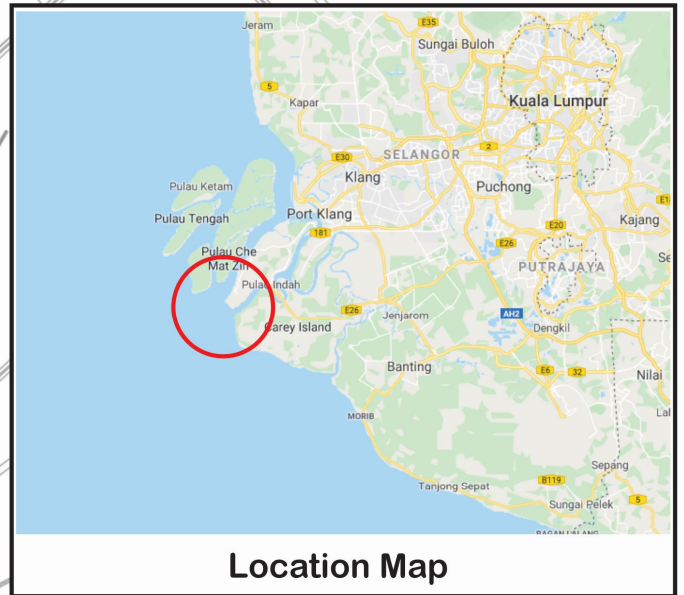 Jeram
E35
Sungai Buloh
5
Kapar
Kuala Lumpur
2
E30
SELANGOR
Klang
Puchong
Pulau Ketam
Pulau Tengah
Port Klang
181
E20
Kajang
E26
Pulau Che
Mat Zin
PUTRAJAYA
Pulau Indah
E26
Jenjarom
AH2
Carey Island
Dengkil
Banting
E6
32
Nilai
MORIB
Sepang
Tanjong Sepat
B119
Sungai Pelek
5
Location Map